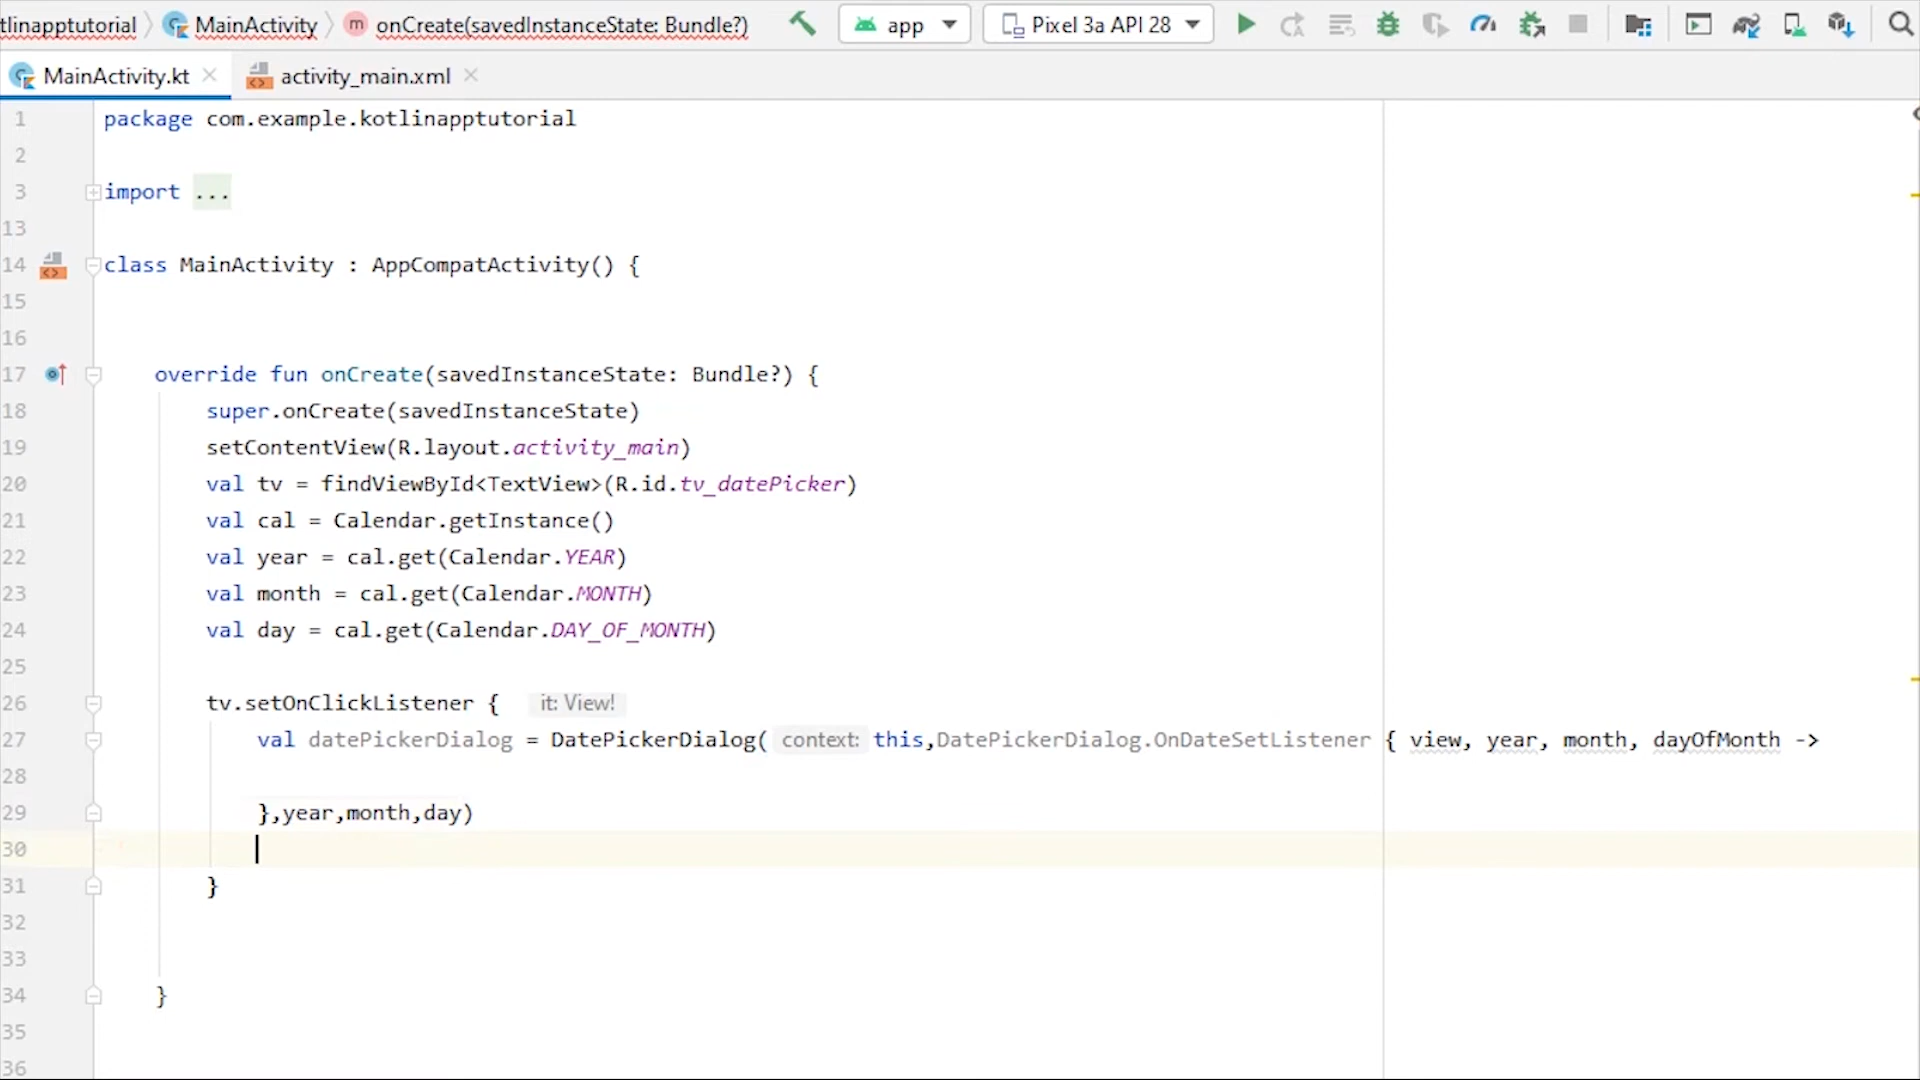 tlinapptutorial MainActivity m onCreate(savedInstanceState: Bundle?) app Pixel 3a API 28
MainActivity.kt activity_main.xml
1 package com.example.kotlinapptutorial
2
3 import ...
13
14 class MainActivity : AppCompatActivity() {
15
16
17 override fun onCreate(savedInstanceState: Bundle?) {
18 super.onCreate(savedInstanceState)
19 setContentView(R.layout.activity_main)
20 val tv = findViewById<TextView>(R.id.tv_datePicker)
21 val cal = Calendar.getInstance()
22 val year = cal.get(Calendar.YEAR)
23 val month = cal.get(Calendar.MONTH)
24 val day = cal.get(Calendar.DAY_OF_MONTH)
25
26 tv.setOnClickListener { it: View!
27 val datePickerDialog = DatePickerDialog( context: this,DatePickerDialog.OnDateSetListener { view, year, month, dayOfMonth ->
28
29 },year,month,day)
30
31 }
32
33
34 }
35
36